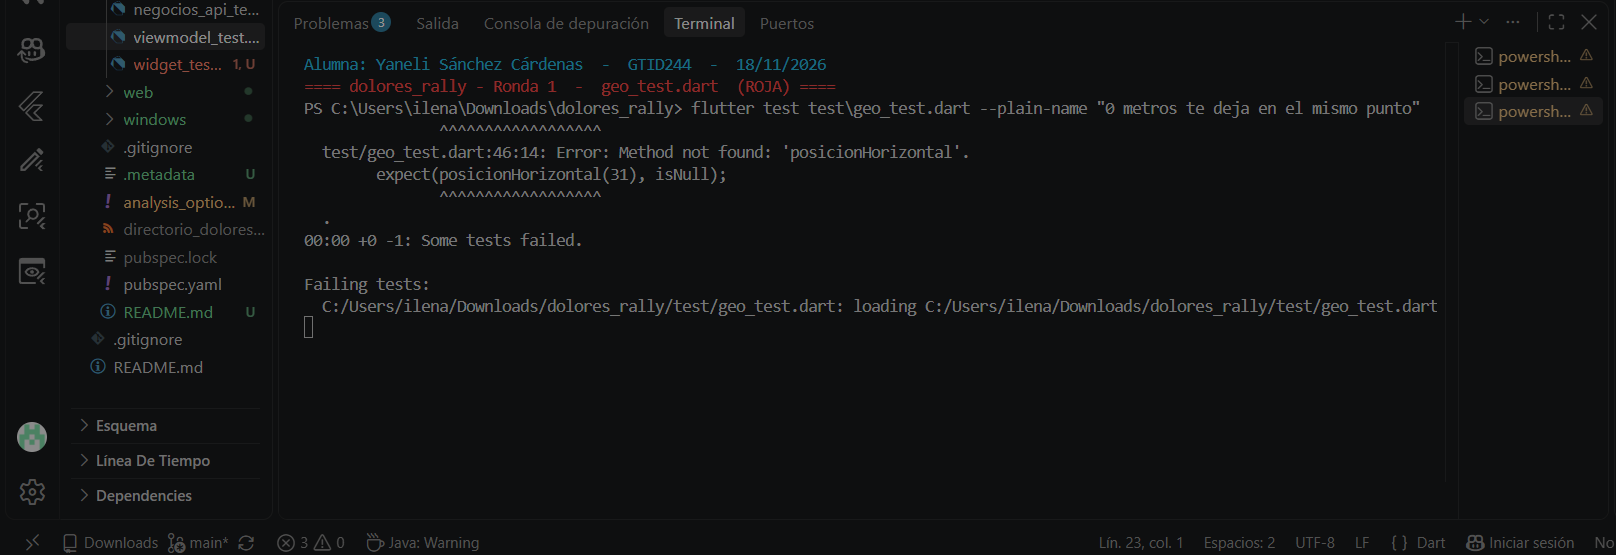 negocios_api_te...
viewmodel_test....
widget_tes... 1, U
web
windows
.gitignore
.metadata U
analysis_optio... M
directorio_dolores...
pubspec.lock
pubspec.yaml
README.md U
.gitignore
README.md
Esquema
Línea De Tiempo
Dependencies
Problemas 3 Salida Consola de depuración Terminal Puertos
Alumna: Yaneli Sánchez Cárdenas - GTID244 - 18/11/2026
==== dolores_rally - Ronda 1 - geo_test.dart (ROJA) ====
PS C:\Users\ilena\Downloads\dolores_rally> flutter test test\geo_test.dart --plain-name "0 metros te deja en el mismo punto"
^^^^^^^^^^^^^^^^^^
test/geo_test.dart:46:14: Error: Method not found: 'posicionHorizontal'.
expect(posicionHorizontal(31), isNull);
^^^^^^^^^^^^^^^^^^
.
00:00 +0 -1: Some tests failed.
Failing tests:
C:/Users/ilena/Downloads/dolores_rally/test/geo_test.dart: loading C:/Users/ilena/Downloads/dolores_rally/test/geo_test.dart
powersh...
powersh...
powersh...
Downloads main* 3 0 Java: Warning Lín. 23, col. 1 Espacios: 2 UTF-8 LF { } Dart Iniciar sesión No